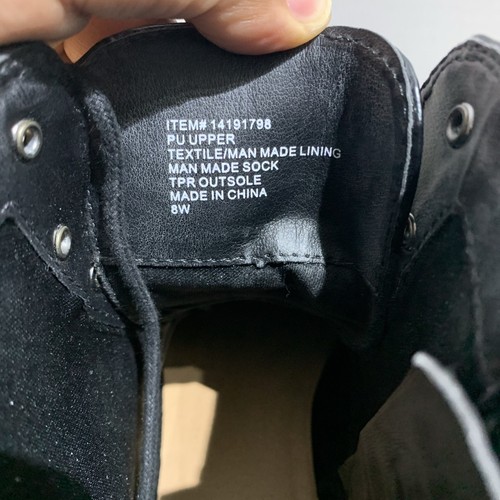 ITEM# 14191798
PU UPPER
TEXTILE/MAN MADE LINING
MAN MADE SOCK
TPR OUTSOLE
MADE IN CHINA
8W